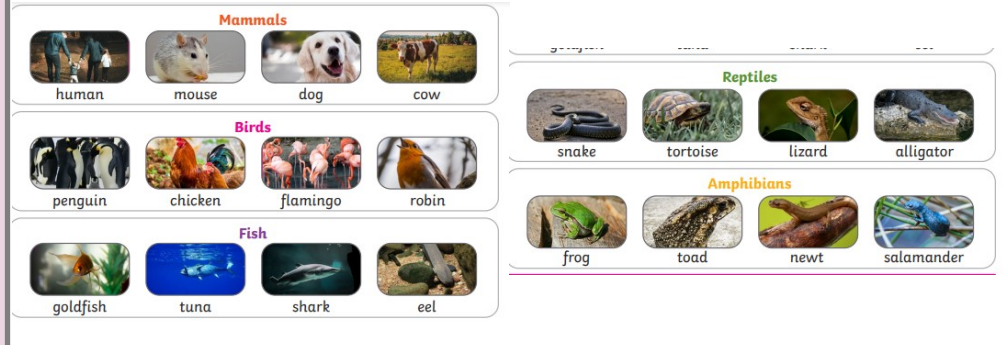 Mammals
human mouse dog cow
Birds
penguin chicken flamingo robin
Fish
goldfish tuna shark eel
Reptiles
snake tortoise lizard alligator
Amphibians
frog toad newt salamander